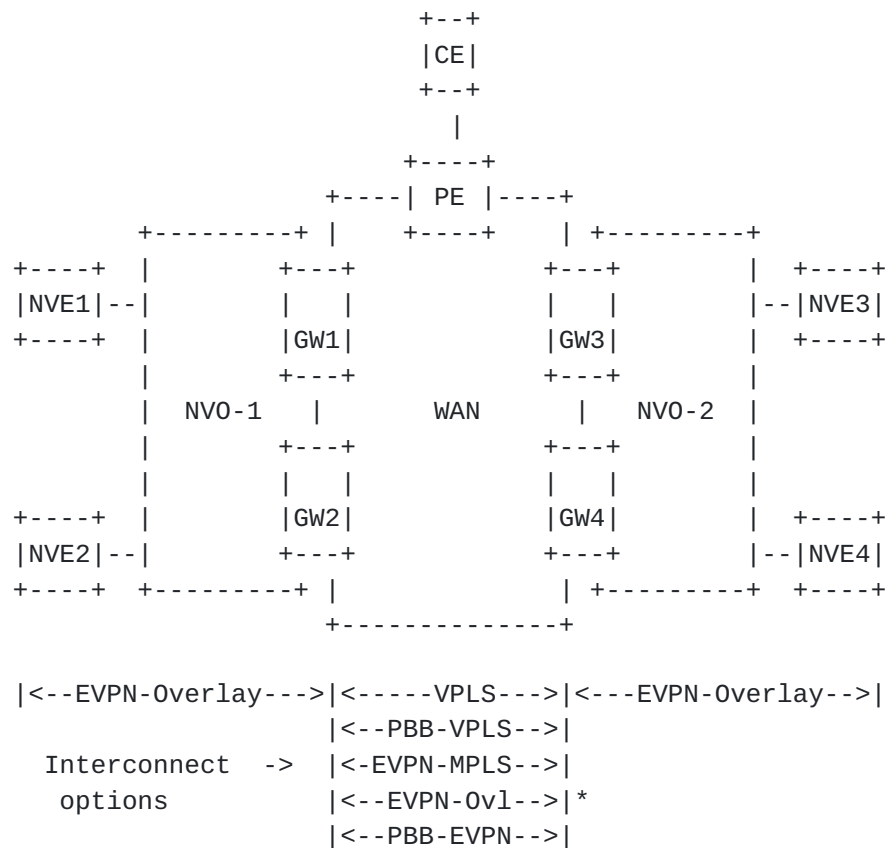 +--+
                           |CE|
                           +--+
                             |
                          +----+
                     +----| PE |----+
         +---------+ |    +----+    | +---------+
 +----+  |         +---+            +---+         |  +----+
 |NVE1|--|         |   |            |   |         |--|NVE3|
 +----+  |         |GW1|            |GW3|         |  +----+
         |         +---+            +---+         |
         |  NVO-1   |       WAN       |   NVO-2  |
         |         +---+            +---+         |
         |         |   |            |   |         |
 +----+  |         |GW2|            |GW4|         |  +----+
 |NVE2|--|         +---+            +---+         |--|NVE4|
 +----+  +---------+ |              | +---------+  +----+
                     +--------------+
 |<--EVPN-Overlay--->|<-----VPLS--->|<---EVPN-Overlay-->|
                     |<--PBB-VPLS-->|
   Interconnect  ->  |<-EVPN-MPLS-->|
    options          |<--EVPN-Ovl-->|*
                     |<--PBB-EVPN-->|